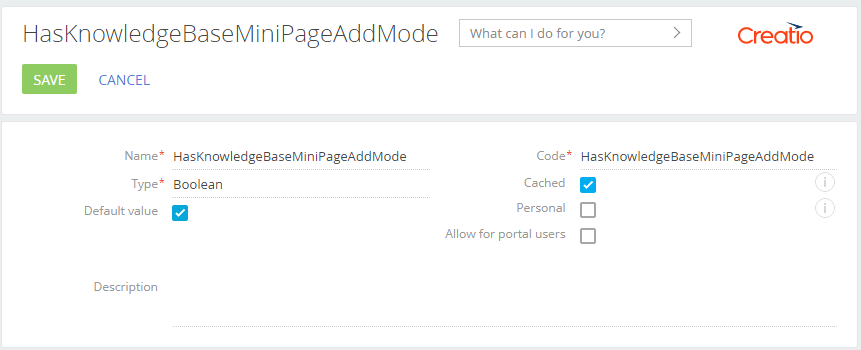 HasKnowledgeBaseMiniPageAddMode
What can I do for you?
Creatio
SAVE CANCEL
Name* HasKnowledgeBaseMiniPageAddMode Code* HasKnowledgeBaseMiniPageAddMode
Type* Boolean Cached
Default value Personal
Allow for portal users
Description